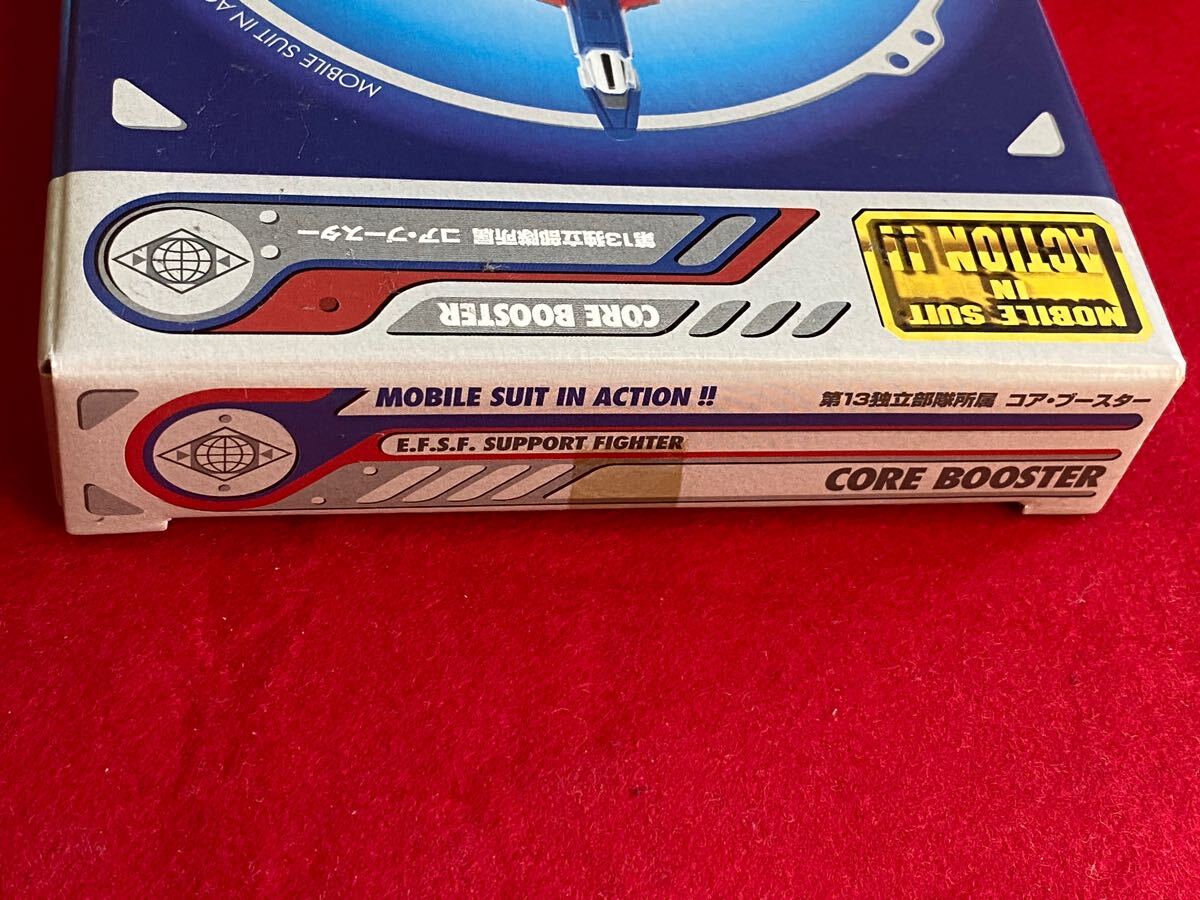 MOBILE SUIT IN AC
第13独立部隊所属 コア・ブースター
CORE BOOSTER
MOBILE SUIT
IN
ACTION !!
MOBILE SUIT IN ACTION !!
第13独立部隊所属 コア・ブースター
E.F.S.F. SUPPORT FIGHTER
CORE BOOSTER